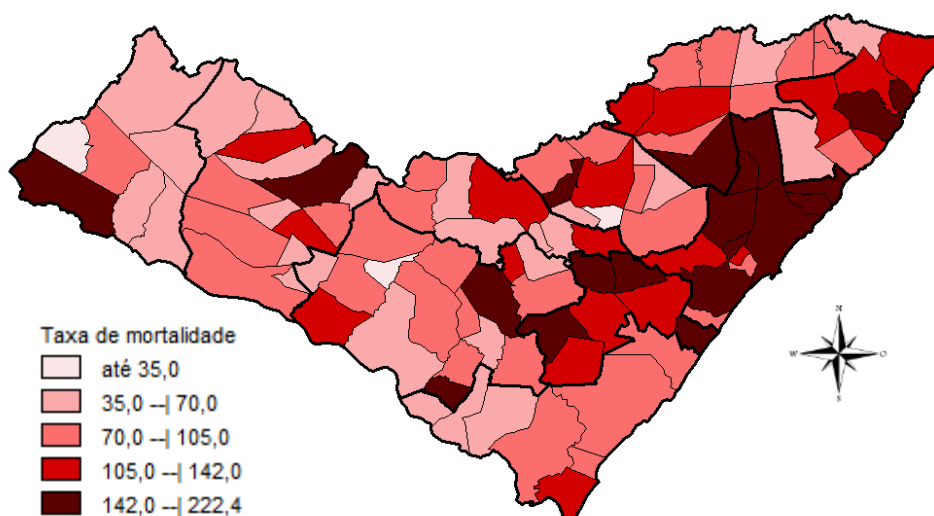 Taxa de mortalidade
até 35,0
35,0 --| 70,0
70,0 --| 105,0
105,0 --| 142,0
142,0 --| 222,4
N
W
O
S